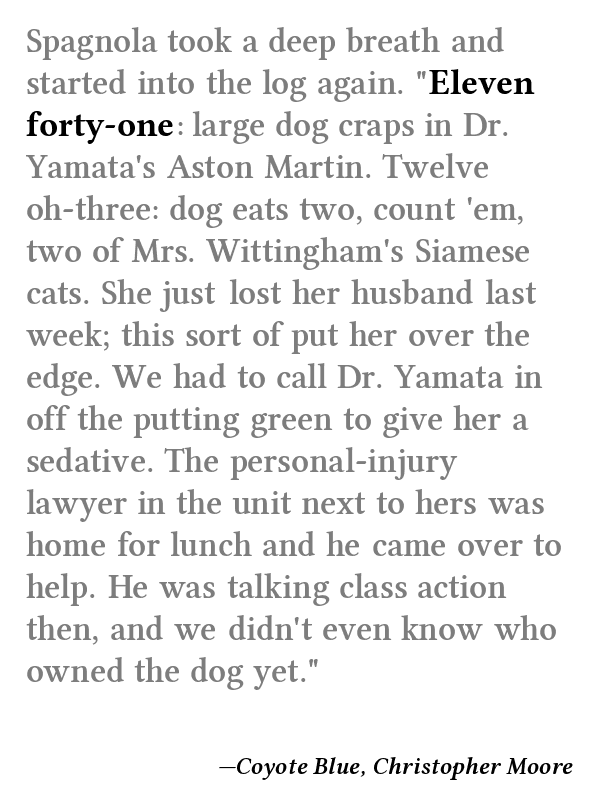 Spagnola took a deep breath and
started into the log again. "Eleven
forty-one: large dog craps in Dr.
Yamata's Aston Martin. Twelve
oh-three: dog eats two, count 'em,
two of Mrs. Wittingham's Siamese
cats. She just lost her husband last
week; this sort of put her over the
edge. We had to call Dr. Yamata in
off the putting green to give her a
sedative. The personal-injury
lawyer in the unit next to hers was
home for lunch and he came over to
help. He was talking class action
then, and we didn't even know who
owned the dog yet."
—Coyote Blue, Christopher Moore